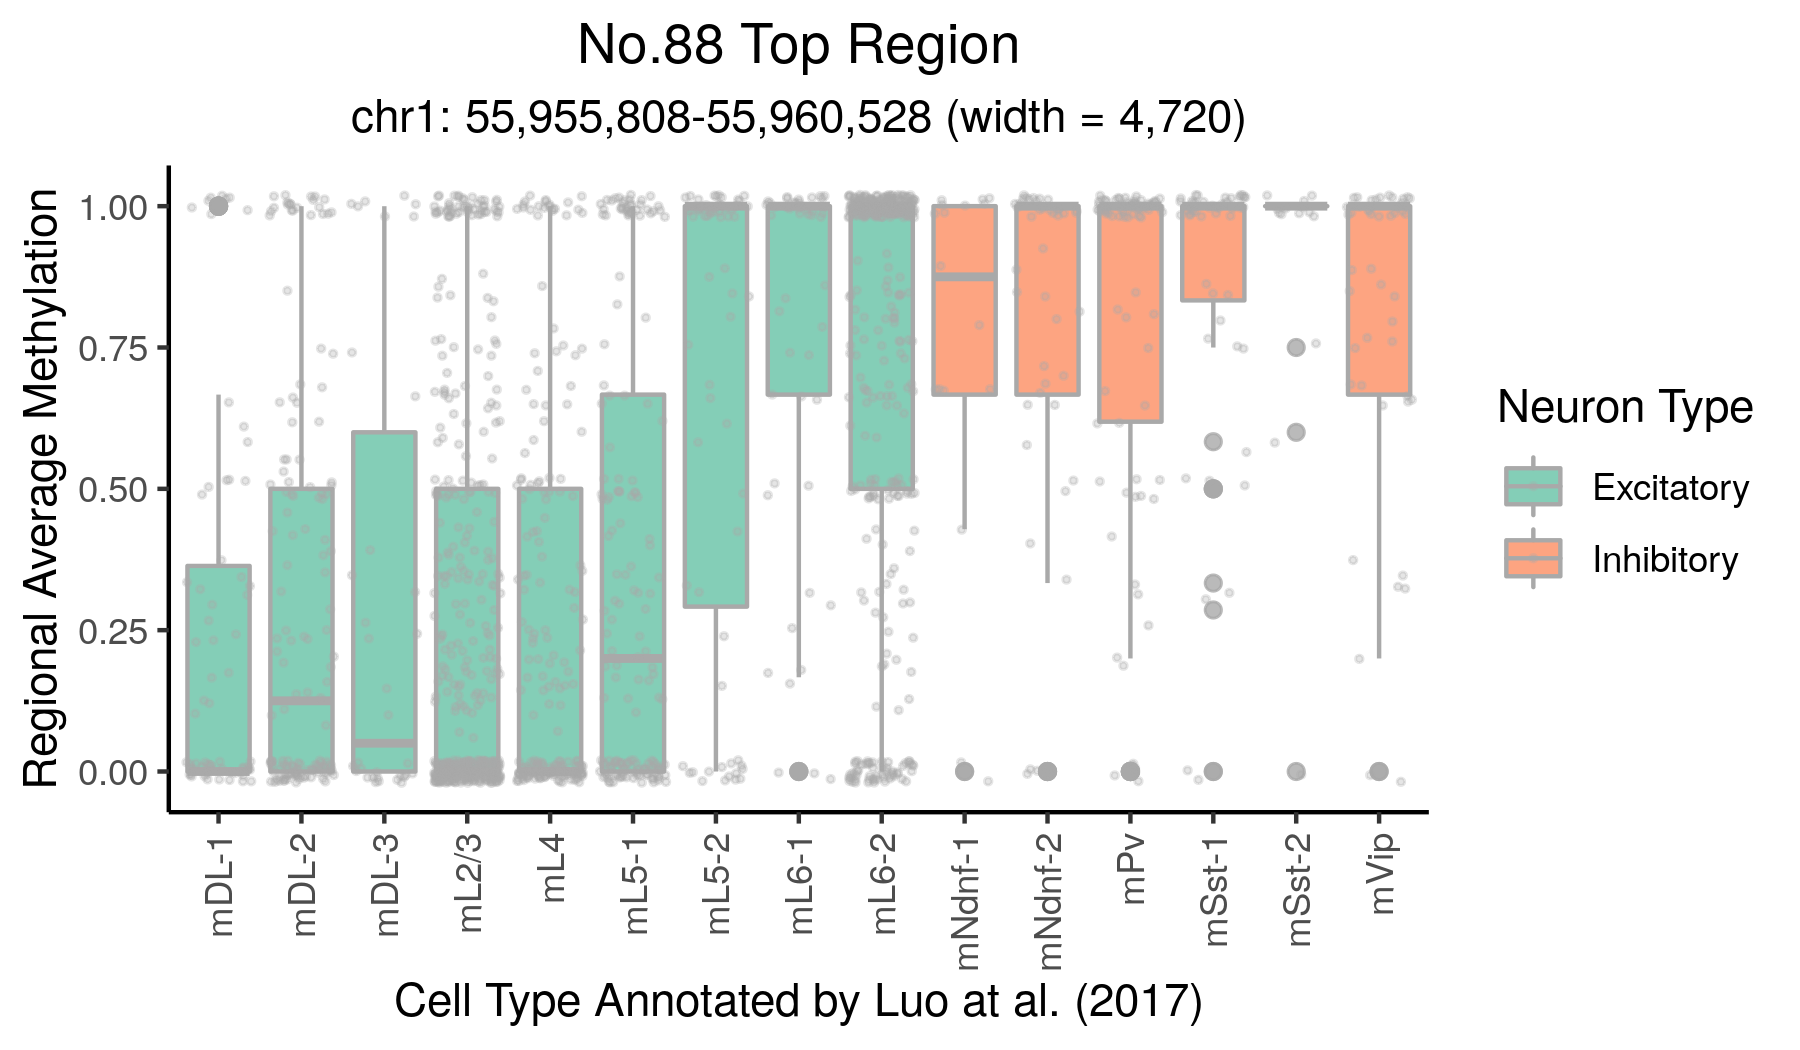 No.88 Top Region
chr1: 55,955,808-55,960,528 (width = 4,720)
Regional Average Methylation
1.00
0.75
0.50
0.25
0.00
mDL-1
mDL-2
mDL-3
mL2/3
mL4
mL5-1
mL5-2
mL6-1
mL6-2
mNdnf-1
mNdnf-2
mPv
mSst-1
mSst-2
mVip
Cell Type Annotated by Luo at al. (2017)
Neuron Type
Excitatory
Inhibitory